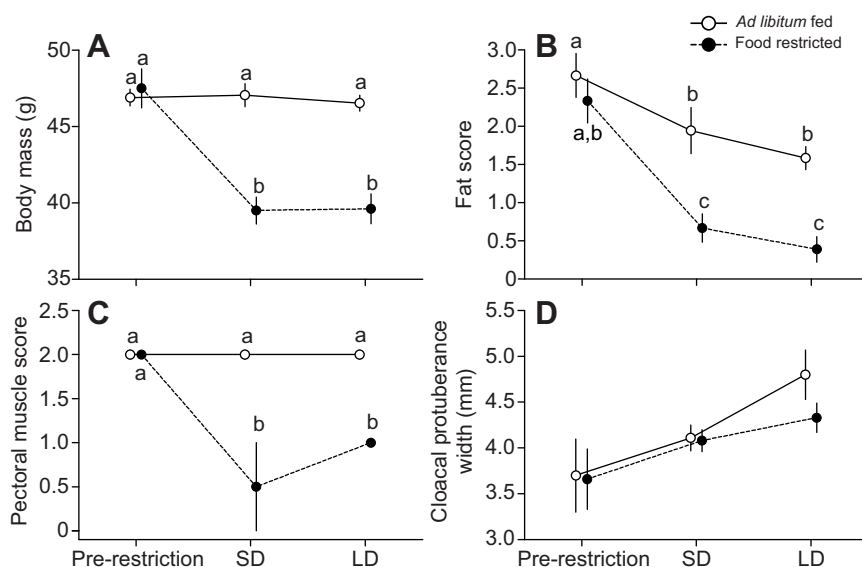 Ad libitum fed
Food restricted
A
50
45
40
35
Body mass (g)
a
a
a
a
b
b
B
3.0
2.5
2.0
1.5
1.0
0.5
0
Fat score
a
a,b
b
b
c
c
C
2.5
2.0
1.5
1.0
0.5
0
Pectoral muscle score
a
a
a
a
b
b
Pre-restriction
SD
LD
D
5.5
5.0
4.5
4.0
3.5
3.0
Cloacal protuberance
width (mm)
Pre-restriction
SD
LD